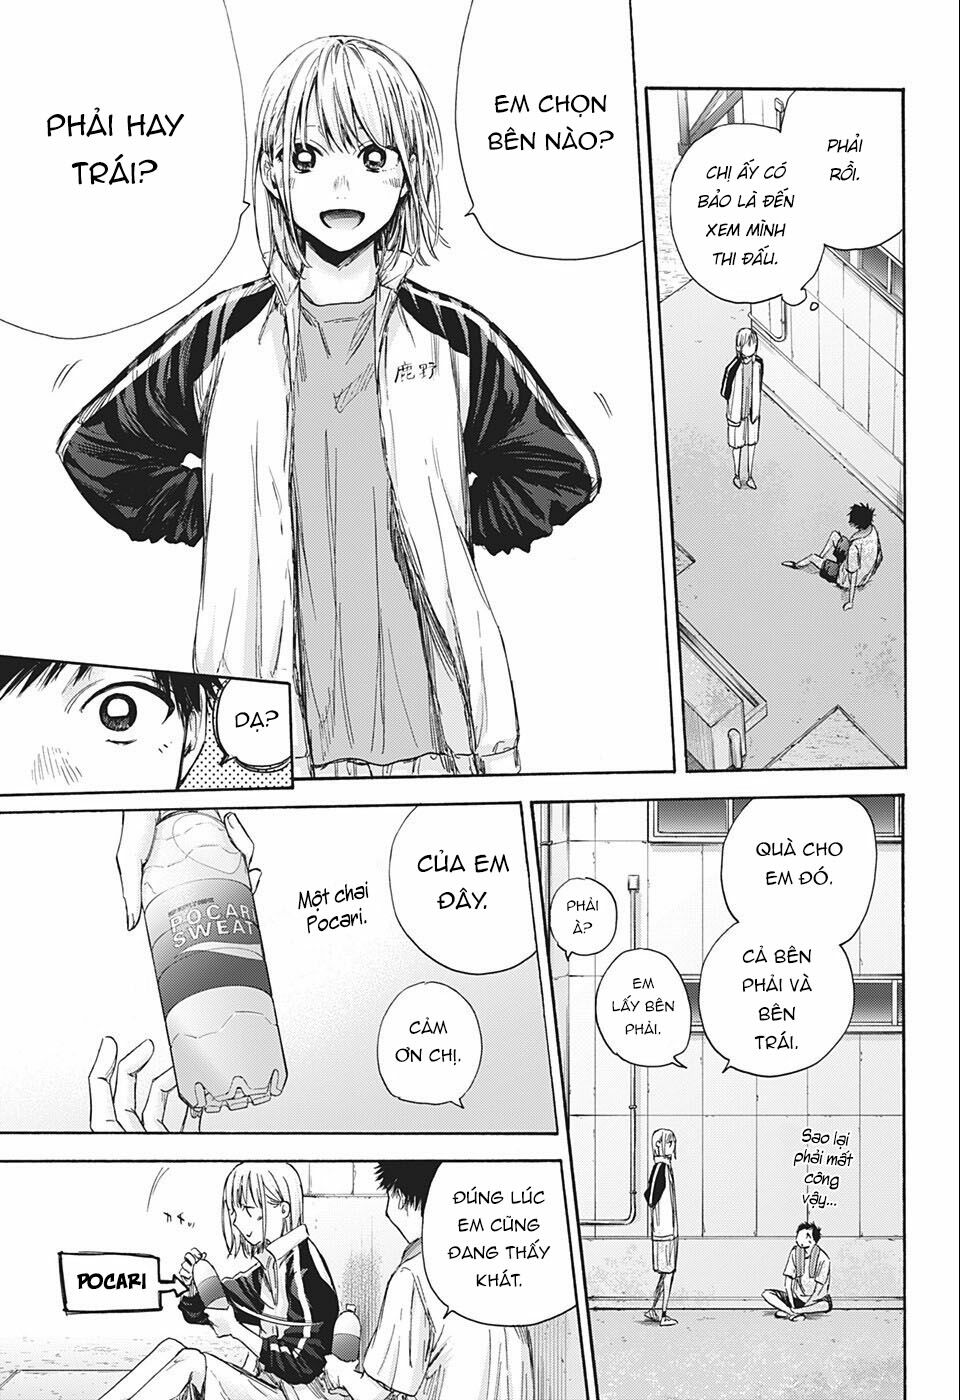 PHẢI
RỒI.
CHỊ ẤY CÓ
BẢO LÀ ĐẾN
XEM MÌNH
THI ĐẤU.
EM CHỌN
BÊN NÀO?
PHẢI HAY
TRÁI?
鹿野
DẠ?
QUÀ CHO
EM ĐÓ.
CẢ BÊN
PHẢI VÀ
BÊN
TRÁI.
PHẢI
À?
EM
LẤY BÊN
PHẢI.
Sao lại
phải mất
công
vậy...
CỦA EM
ĐÂY.
Một chai
Pocari.
POCARI
SWEAT
CẢM
ƠN CHỊ.
ĐÚNG LÚC
EM CŨNG
ĐANG THẤY
KHÁT.
POCARI